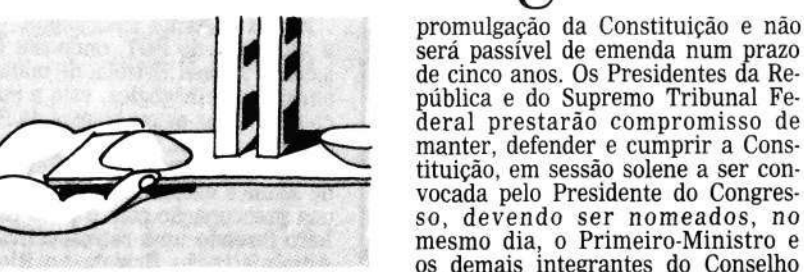 promulgação da Constituição e não
será passível de emenda num prazo
de cinco anos. Os Presidentes da Re-
pública e do Supremo Tribunal Fe-
deral prestarão compromisso de
manter, defender e cumprir a Cons-
tituição, em sessão solene a ser con-
vocada pelo Presidente do Congres-
so, devendo ser nomeados, no
mesmo dia, o Primeiro-Ministro e
os demais integrantes do Conselho